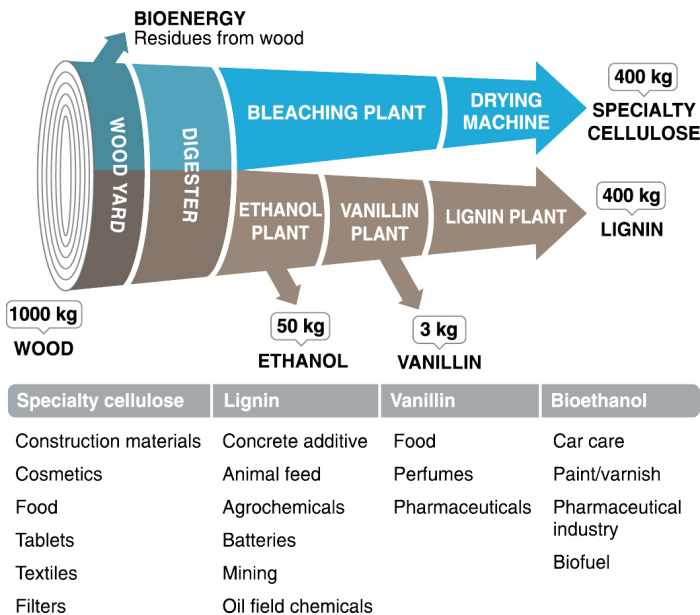 BIOENERGY
Residues from wood
WOOD YARD
DIGESTER
BLEACHING PLANT
DRYING
MACHINE
400 kg
SPECIALTY
CELLULOSE
ETHANOL
PLANT
VANILLIN
PLANT
LIGNIN PLANT
400 kg
LIGNIN
1000 kg
WOOD
50 kg
ETHANOL
3 kg
VANILLIN
Specialty cellulose Lignin Vanillin Bioethanol
Construction materials Concrete additive Food Car care
Cosmetics Animal feed Perfumes Paint/varnish
Food Agrochemicals Pharmaceuticals Pharmaceutical
industry
Tablets Batteries
Biofuel
Textiles Mining
Filters Oil field chemicals